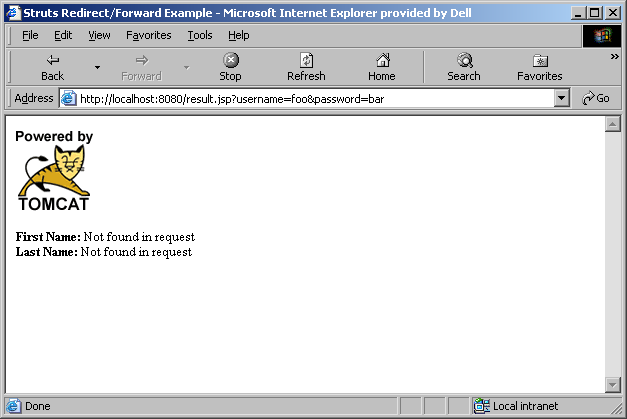 Struts Redirect/Forward Example - Microsoft Internet Explorer provided by Dell
File Edit View Favorites Tools Help
Back Forward Stop Refresh Home Search Favorites »
Address http://localhost:8080/result.jsp?username=foo&password=bar Go
Powered by
TOMCAT
First Name: Not found in request
Last Name: Not found in request
Done Local intranet